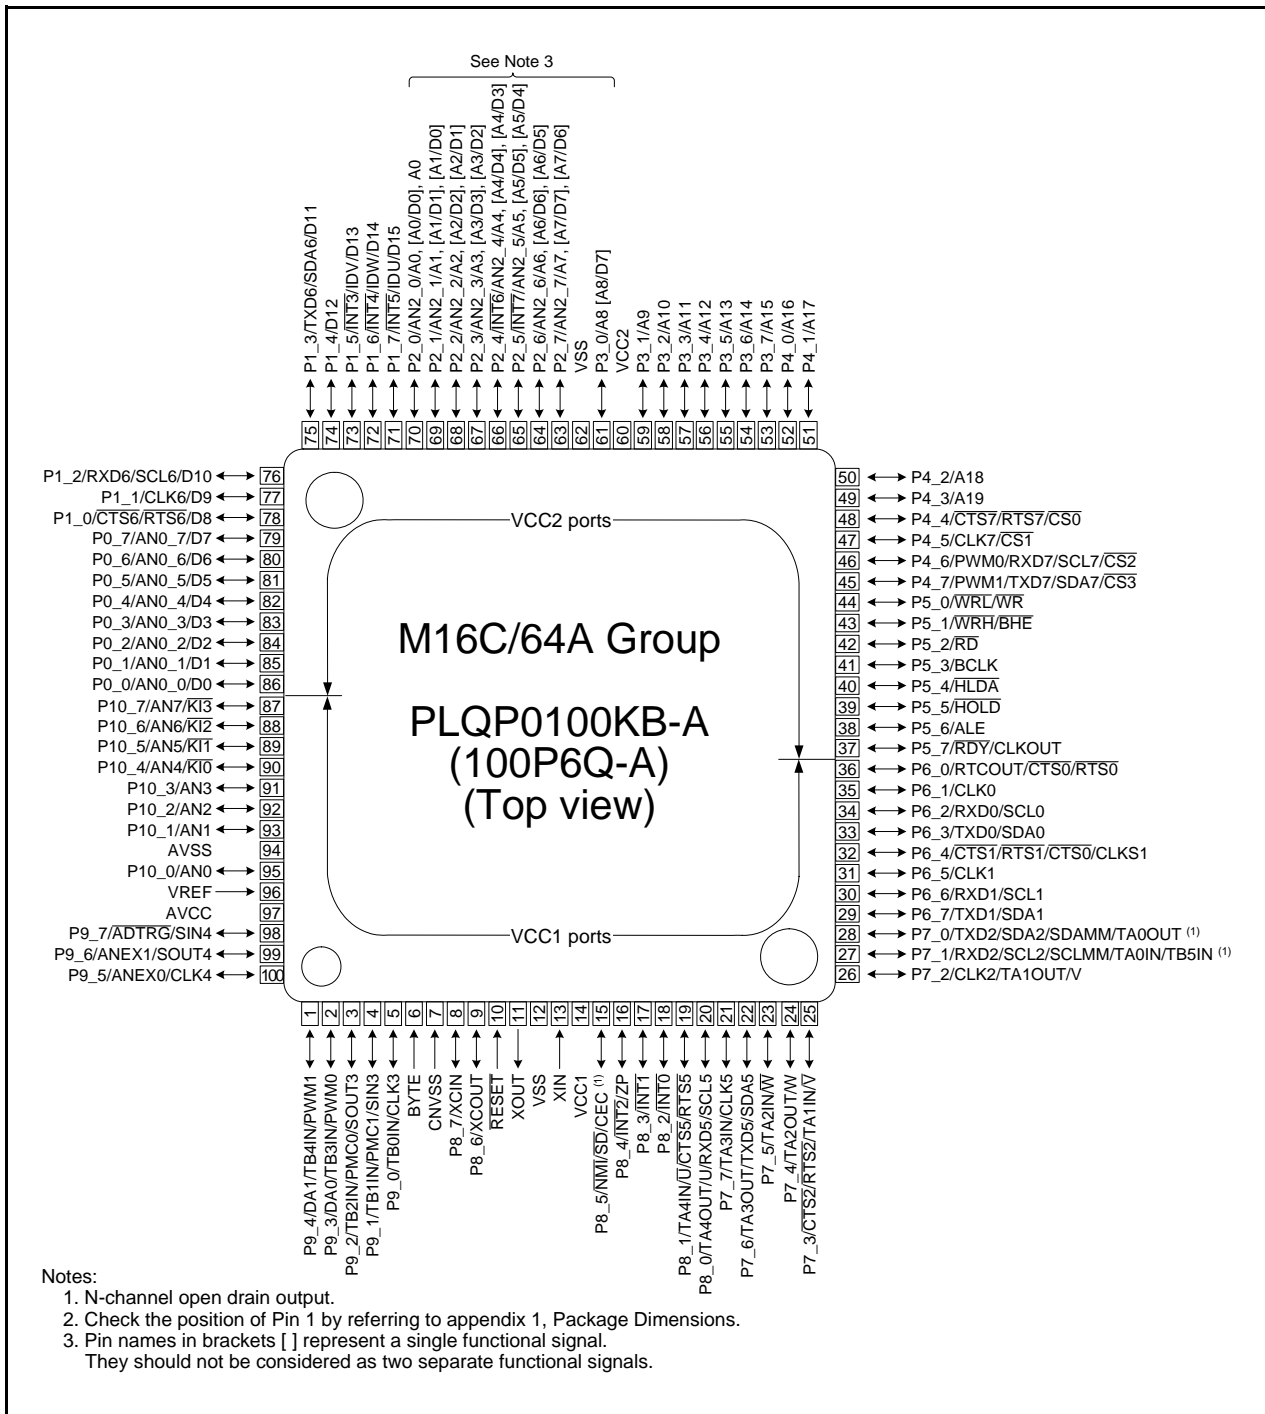 See Note 3
P1_3/TXD6/SDA6/D11
P1_4/D12
P1_5/INT3/IDV/D13
P1_6/INT4/IDW/D14
P1_7/INT5/IDU/D15
P2_0/AN2_0/A0, [A0/D0], A0
P2_1/AN2_1/A1, [A1/D1], [A1/D0]
P2_2/AN2_2/A2, [A2/D2], [A2/D1]
P2_3/AN2_3/A3, [A3/D3], [A3/D2]
P2_4/INT6/AN2_4/A4, [A4/D4], [A4/D3]
P2_5/INT7/AN2_5/A5, [A5/D5], [A5/D4]
P2_6/AN2_6/A6, [A6/D6], [A6/D5]
P2_7/AN2_7/A7, [A7/D7], [A7/D6]
VSS
P3_0/A8 [A8/D7]
VCC2
P3_1/A9
P3_2/A10
P3_3/A11
P3_4/A12
P3_5/A13
P3_6/A14
P3_7/A15
P4_0/A16
P4_1/A17
75 74 73 72 71 70 69 68 67 66 65 64 63 62 61 60 59 58 57 56 55 54 53 52 51
P1_2/RXD6/SCL6/D10 76
P1_1/CLK6/D9 77
P1_0/CTS6/RTS6/D8 78
P0_7/AN0_7/D7 79
P0_6/AN0_6/D6 80
P0_5/AN0_5/D5 81
P0_4/AN0_4/D4 82
P0_3/AN0_3/D3 83
P0_2/AN0_2/D2 84
P0_1/AN0_1/D1 85
P0_0/AN0_0/D0 86
P10_7/AN7/KI3 87
P10_6/AN6/KI2 88
P10_5/AN5/KI1 89
P10_4/AN4/KI0 90
P10_3/AN3 91
P10_2/AN2 92
P10_1/AN1 93
AVSS 94
P10_0/AN0 95
VREF 96
AVCC 97
P9_7/ADTRG/SIN4 98
P9_6/ANEX1/SOUT4 99
P9_5/ANEX0/CLK4 100
VCC2 ports
M16C/64A Group
PLQP0100KB-A
(100P6Q-A)
(Top view)
VCC1 ports
50 P4_2/A18
49 P4_3/A19
48 P4_4/CTS7/RTS7/CS0
47 P4_5/CLK7/CS1
46 P4_6/PWM0/RXD7/SCL7/CS2
45 P4_7/PWM1/TXD7/SDA7/CS3
44 P5_0/WRL/WR
43 P5_1/WRH/BHE
42 P5_2/RD
41 P5_3/BCLK
40 P5_4/HLDA
39 P5_5/HOLD
38 P5_6/ALE
37 P5_7/RDY/CLKOUT
36 P6_0/RTCOUT/CTS0/RTS0
35 P6_1/CLK0
34 P6_2/RXD0/SCL0
33 P6_3/TXD0/SDA0
32 P6_4/CTS1/RTS1/CTS0/CLKS1
31 P6_5/CLK1
30 P6_6/RXD1/SCL1
29 P6_7/TXD1/SDA1
28 P7_0/TXD2/SDA2/SDAMM/TA0OUT (1)
27 P7_1/RXD2/SCL2/SCLMM/TA0IN/TB5IN (1)
26 P7_2/CLK2/TA1OUT/V
1 2 3 4 5 6 7 8 9 10 11 12 13 14 15 16 17 18 19 20 21 22 23 24 25
P9_4/DA1/TB4IN/PWM1
P9_3/DA0/TB3IN/PWM0
P9_2/TB2IN/PMC0/SOUT3
P9_1/TB1IN/PMC1/SIN3
P9_0/TB0IN/CLK3
BYTE
CNVSS
P8_7/XCIN
P8_6/XCOUT
RESET
XOUT
VSS
XIN
VCC1
P8_5/NMI/SD/CEC (1)
P8_4/INT2/ZP
P8_3/INT1
P8_2/INT0
P8_1/TA4IN/U/CTS5/RTS5
P8_0/TA4OUT/U/RXD5/SCL5
P7_7/TA3IN/CLK5
P7_6/TA3OUT/TXD5/SDA5
P7_5/TA2IN/W
P7_4/TA2OUT/W
P7_3/CTS2/RTS2/TA1IN/V
Notes:
1. N-channel open drain output.
2. Check the position of Pin 1 by referring to appendix 1, Package Dimensions.
3. Pin names in brackets [ ] represent a single functional signal.
They should not be considered as two separate functional signals.